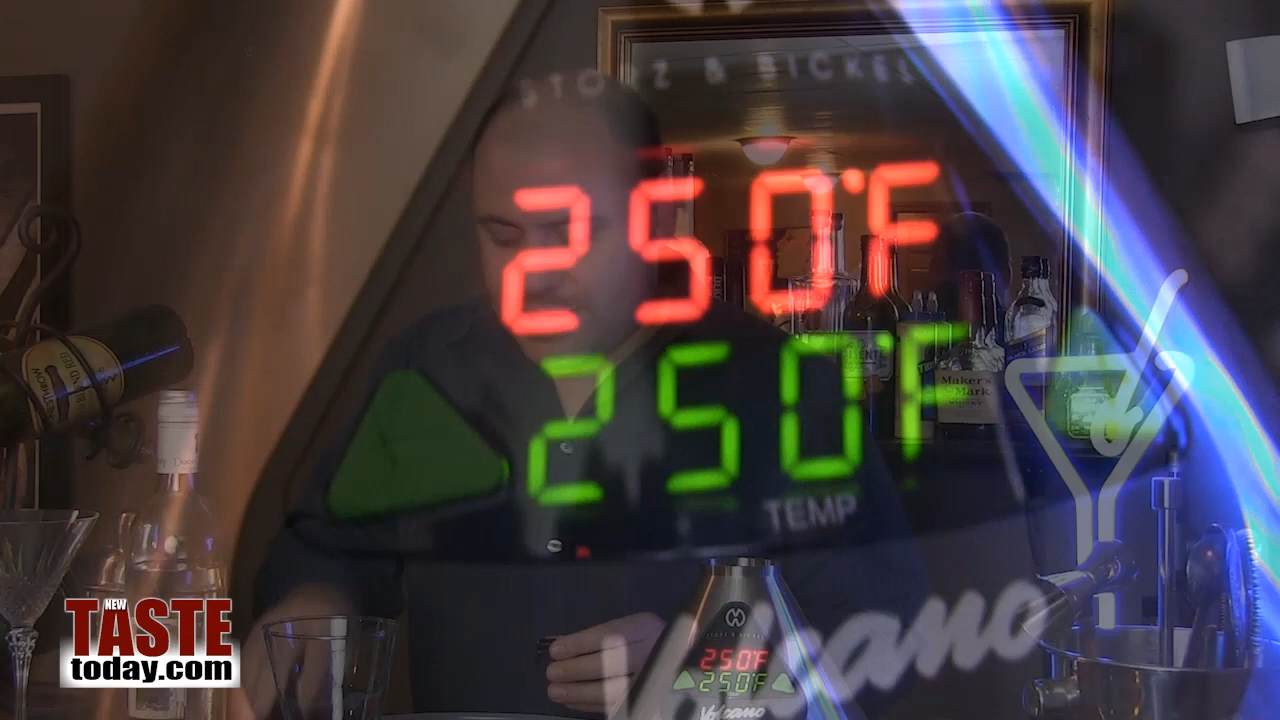 STORZ & BICKEL
250°F
250°F
TEMP
Volcano
Maker's Mark
250°F
250°F
Volcano
NEW
TASTE
today.com